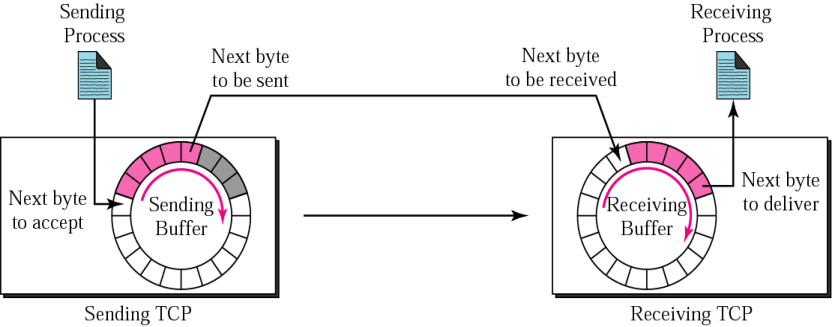 Sending
Process
Receiving
Process
Next byte
to be sent
Next byte
to be received
Next byte
to accept
Sending
Buffer
Receiving
Buffer
Next byte
to deliver
Sending TCP
Receiving TCP